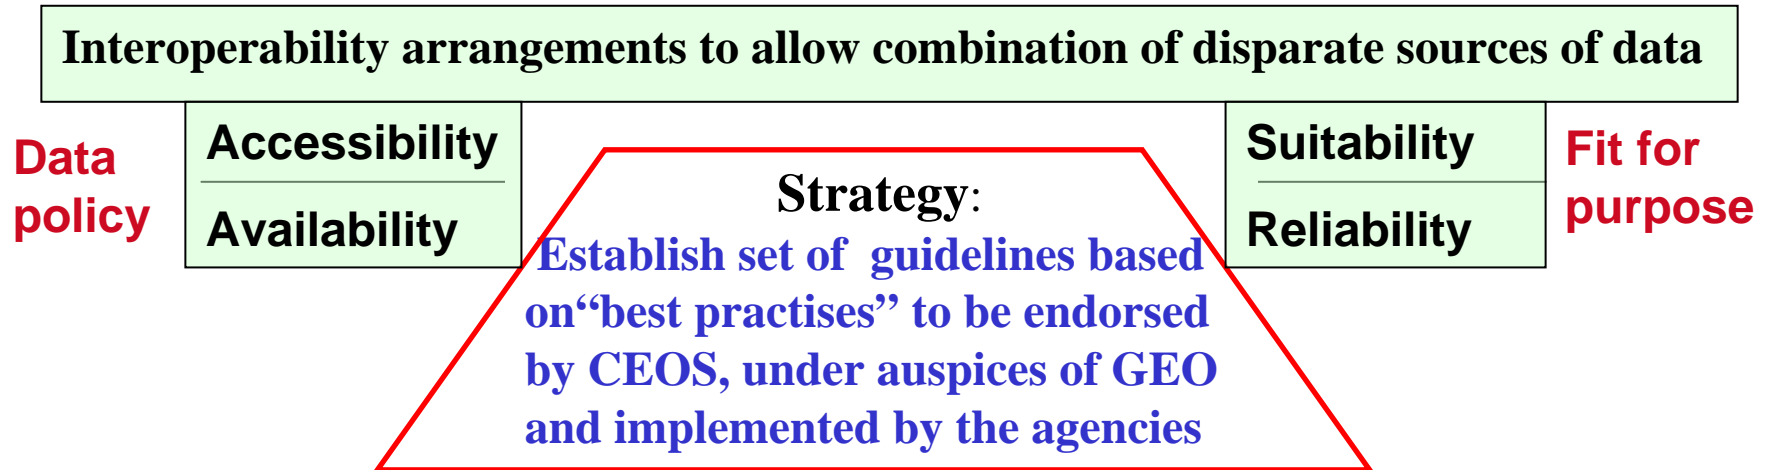 Interoperability arrangements to allow combination of disparate sources of data
Data
policy
Accessibility
Availability
Strategy:
Establish set of guidelines based
on“best practises” to be endorsed
by CEOS, under auspices of GEO
and implemented by the agencies
Suitability
Reliability
Fit for
purpose